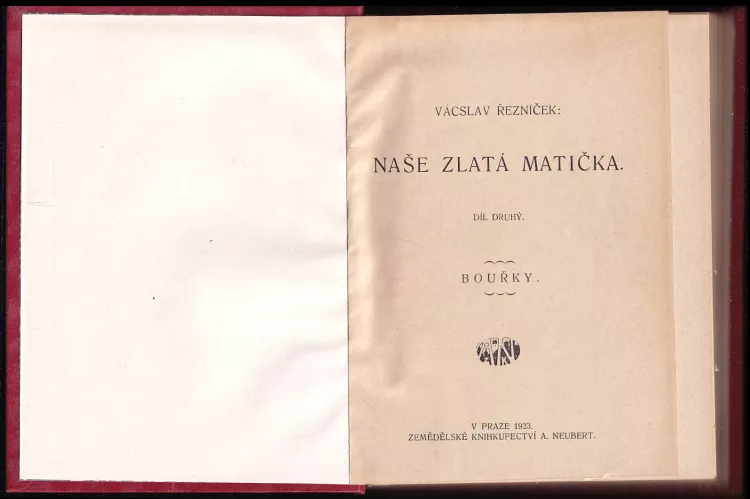 VÁCSLAV ŘEZNÍČEK:
NAŠE ZLATÁ MATIČKA.
DÍL DRUHÝ.
BOUŘKY.
V PRAZE 1923.
ZEMĚDĚLSKÉ KNIHKUPECTVÍ A. NEUBERT.